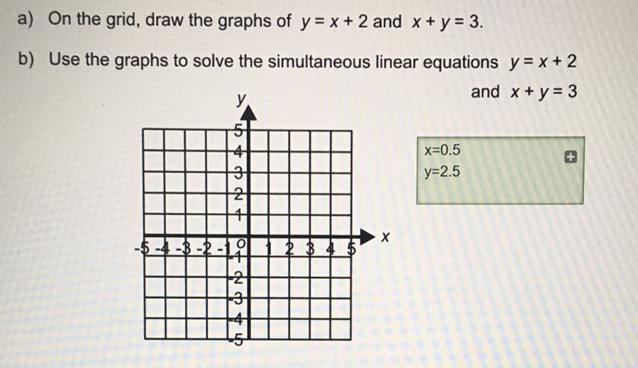 a) On the grid, draw the graphs of y = x + 2 and x + y = 3.
b) Use the graphs to solve the simultaneous linear equations y = x + 2
and x + y = 3
y
5
4
3
2
1
x
-5 -4 -3 -2 -1 O 1 2 3 4 5
-1
-2
-3
-4
-5
x=0.5
y=2.5